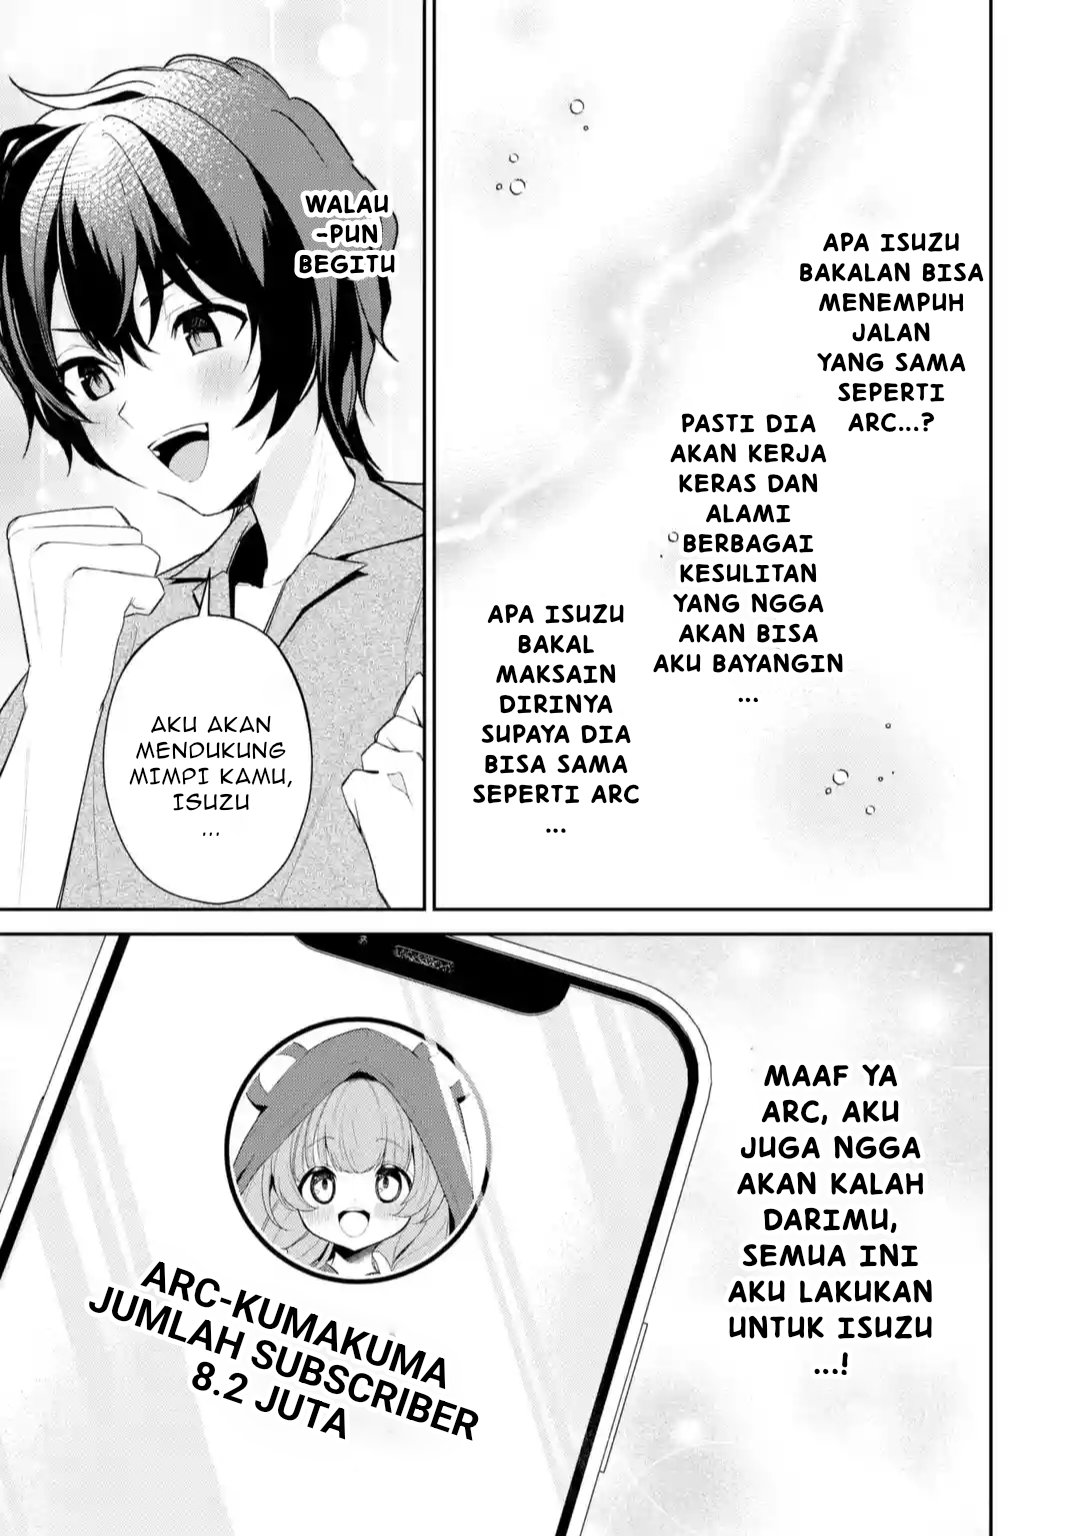 APA ISUZU
BAKALAN BISA
MENEMPUH
JALAN
YANG SAMA
SEPERTI
ARC...?
PASTI DIA
AKAN KERJA
KERAS DAN
ALAMI
BERBAGAI
KESULITAN
YANG NGGA
AKAN BISA
AKU BAYANGIN
...
APA ISUZU
BAKAL
MAKSAIN
DIRINYA
SUPAYA DIA
BISA SAMA
SEPERTI ARC
...
WALAU
-PUN
BEGITU
AKU AKAN
MENDUKUNG
MIMPI KAMU,
ISUZU
...
MAAF YA
ARC, AKU
JUGA NGGA
AKAN KALAH
DARIMU,
SEMUA INI
AKU LAKUKAN
UNTUK ISUZU
...!
ARC-KUMAKUMA
JUMLAH SUBSCRIBER
8.2 JUTA